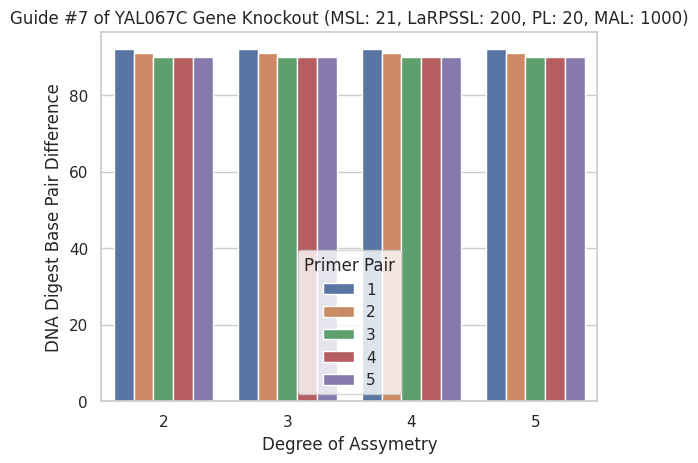 Guide #7 of YAL067C Gene Knockout (MSL: 21, LaRPSSL: 200, PL: 20, MAL: 1000)
DNA Digest Base Pair Difference
80
60
40
20
0
Primer Pair
1
2
3
4
5
2 3 4 5
Degree of Assymetry